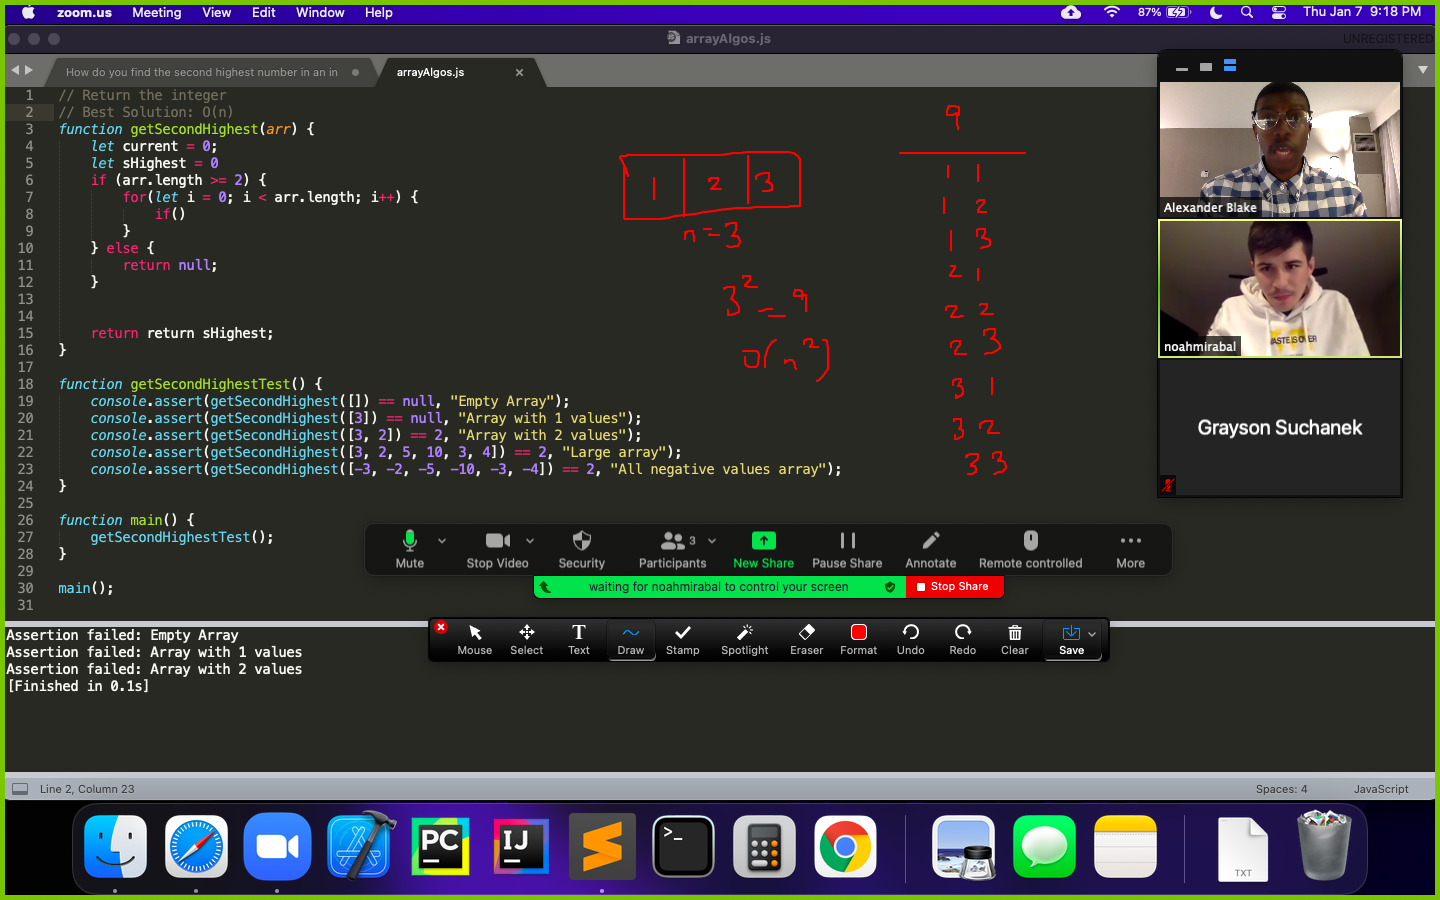 zoom.us Meeting View Edit Window Help 87% Thu Jan 7 9:18 PM
arrayAlgos.js UNREGISTERED
How do you find the second highest number in an in
arrayAlgos.js ×
1 // Return the integer
2 // Best Solution: O(n)
3 function getSecondHighest(arr) {
4 let current = 0;
5 let sHighest = 0
6 if (arr.length >= 2) {
7 for(let i = 0; i < arr.length; i++) {
8 if()
9 }
10 } else {
11 return null;
12 }
13
14
15 return return sHighest;
16 }
17
18 function getSecondHighestTest() {
19 console.assert(getSecondHighest([]) == null, "Empty Array");
20 console.assert(getSecondHighest([3]) == null, "Array with 1 values");
21 console.assert(getSecondHighest([3, 2]) == 2, "Array with 2 values");
22 console.assert(getSecondHighest([3, 2, 5, 10, 3, 4]) == 2, "Large array");
23 console.assert(getSecondHighest([-3, -2, -5, -10, -3, -4]) == 2, "All negative values array");
24 }
25
26 function main() {
27 getSecondHighestTest();
28 }
29
30 main();
31
1 2 3
n = 3
3² = 9
O(n²)
9
1 1
1 2
1 3
2 1
2 2
2 3
3 1
3 2
3 3
Alexander Blake
WASTE IS OVER
noahmirabal
Grayson Suchanek
Mute Stop Video Security Participants 3 New Share Pause Share Annotate Remote controlled More
waiting for noahmirabal to control your screen Stop Share
Mouse Select Text Draw Stamp Spotlight Eraser Format Undo Redo Clear Save
Assertion failed: Empty Array
Assertion failed: Array with 1 values
Assertion failed: Array with 2 values
[Finished in 0.1s]
Line 2, Column 23 Spaces: 4 JavaScript
PC IJ >_ TXT